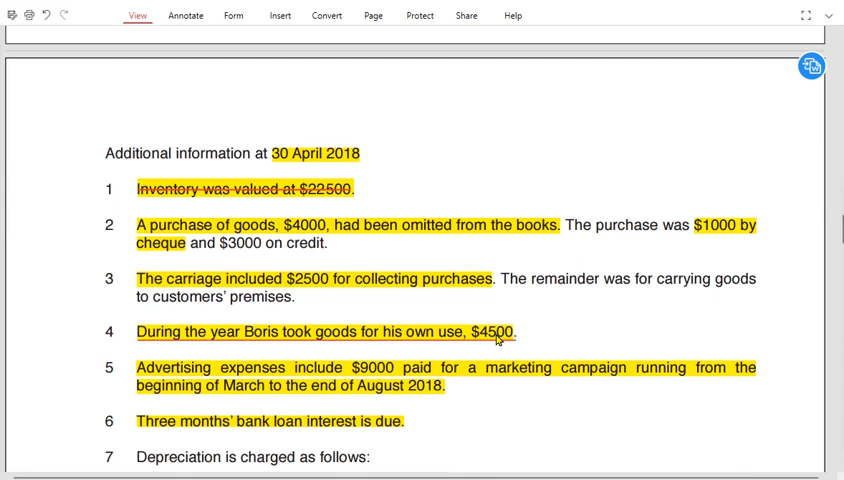 View Annotate Form Insert Convert Page Protect Share Help
Additional information at 30 April 2018
1 Inventory was valued at $22500.
2 A purchase of goods, $4000, had been omitted from the books. The purchase was $1000 by
cheque and $3000 on credit.
3 The carriage included $2500 for collecting purchases. The remainder was for carrying goods
to customers’ premises.
4 During the year Boris took goods for his own use, $4500.
5 Advertising expenses include $9000 paid for a marketing campaign running from the
beginning of March to the end of August 2018.
6 Three months’ bank loan interest is due.
7 Depreciation is charged as follows: